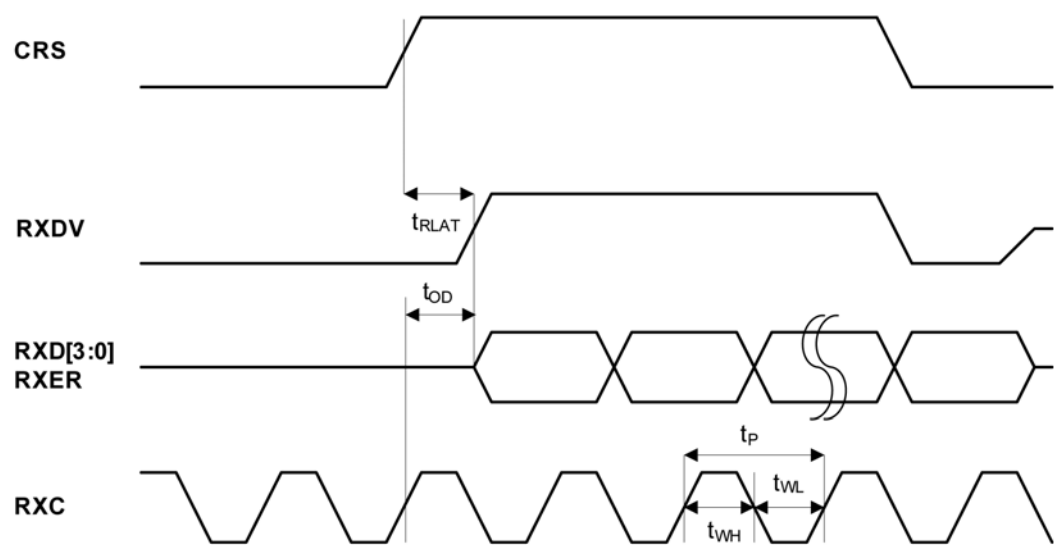 CRS
RXDV
tRLAT
tOD
RXD[3:0]
RXER
tP
RXC
tWL
tWH